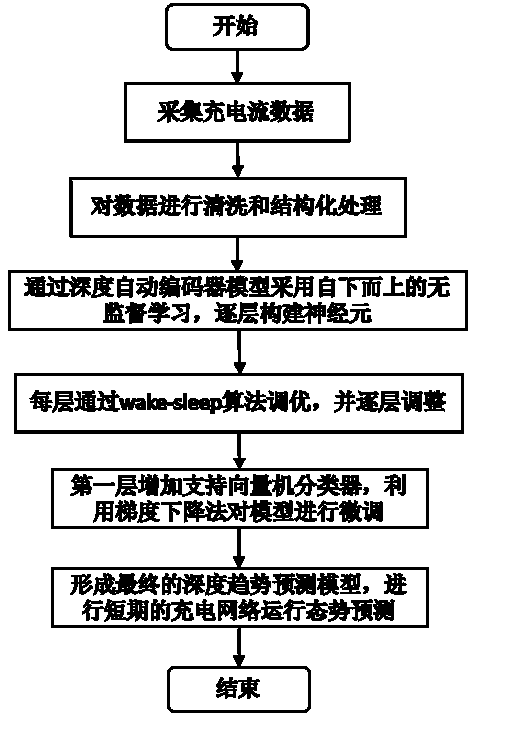 开始
采集充电流数据
对数据进行清洗和结构化处理
通过深度自动编码器模型采用自下而上的无
监督学习，逐层构建神经元
每层通过wake-sleep算法调优，并逐层调整
第一层增加支持向量机分类器，利
用梯度下降法对模型进行微调
形成最终的深度趋势预测模型，进
行短期的充电网络运行态势预测
结束